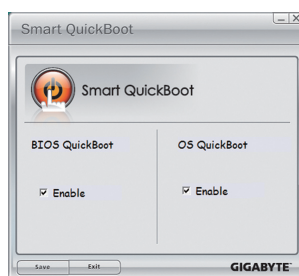 Smart QuickBoot
Smart QuickBoot
BIOS QuickBoot
OS QuickBoot
Enable
Enable
Save
Exit
GIGABYTE